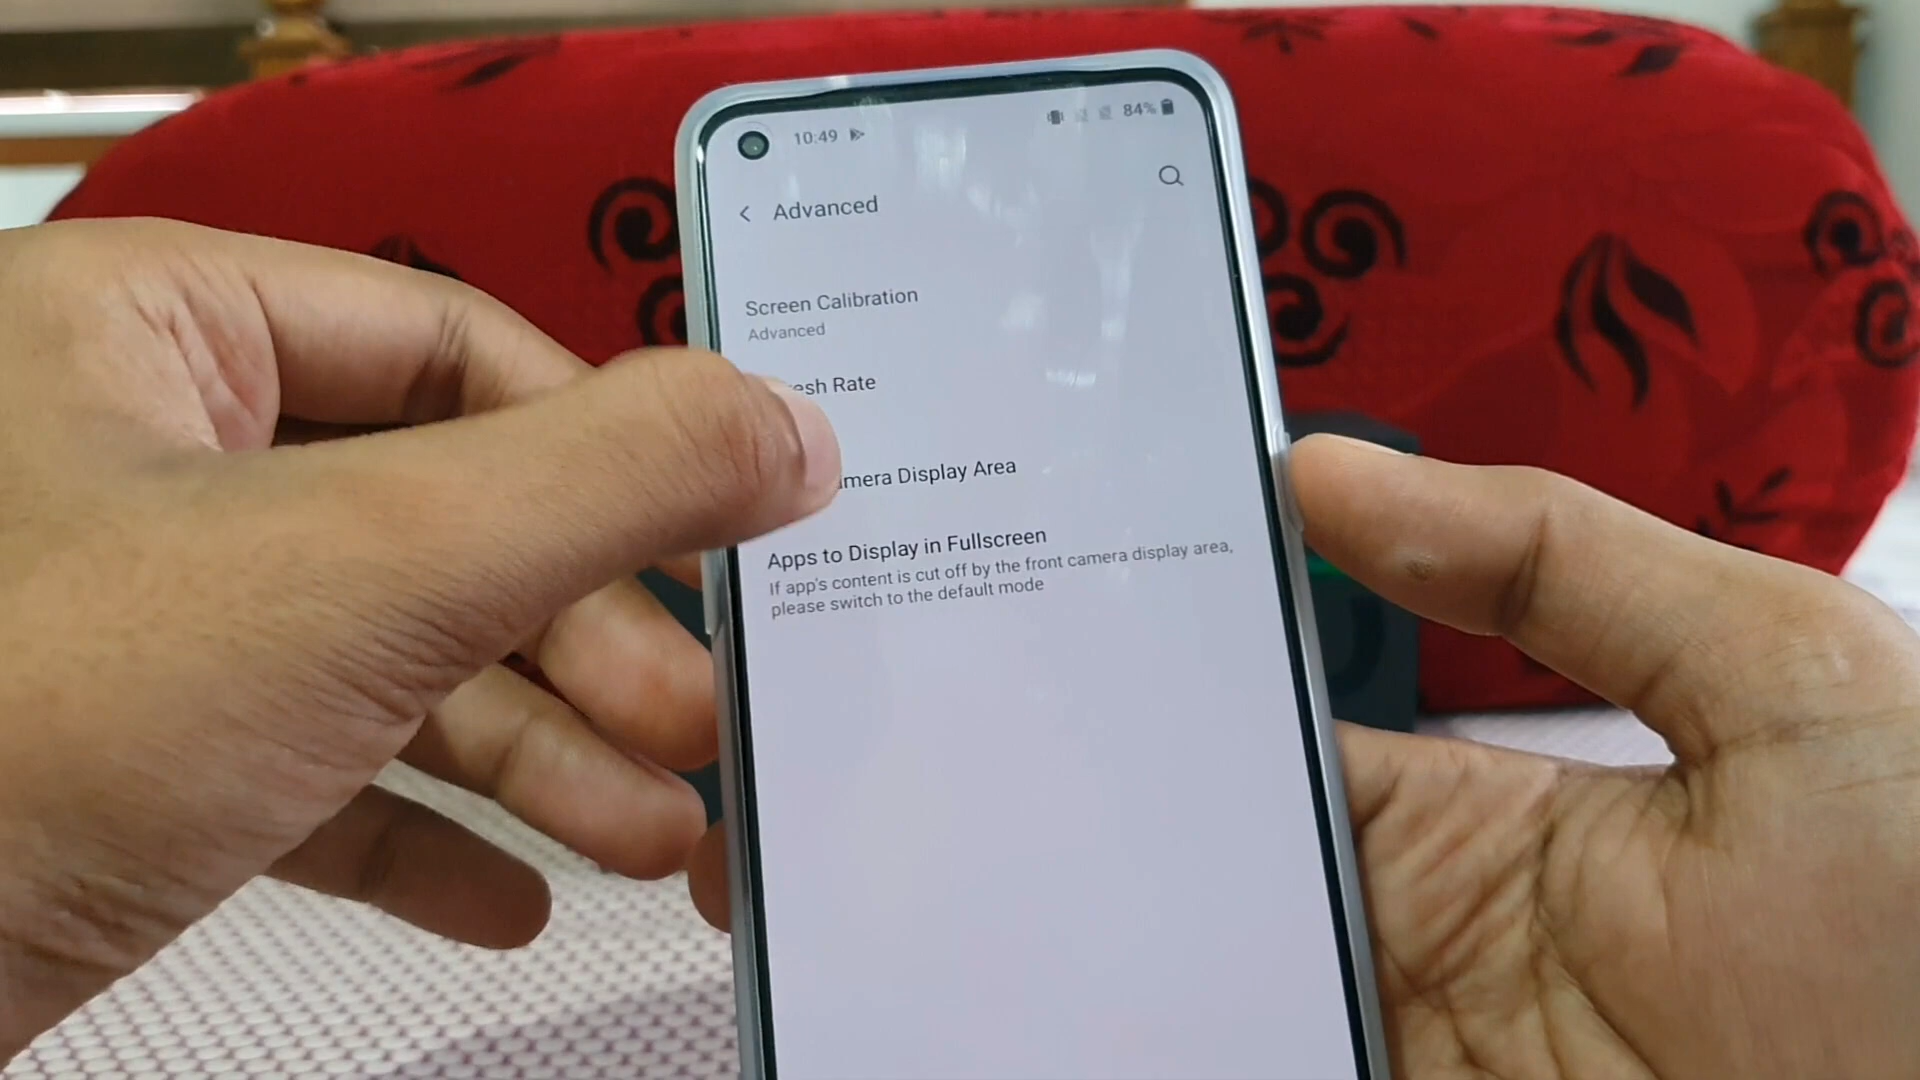 10:49 84%
Advanced
Screen Calibration
Advanced
esh Rate
mera Display Area
Apps to Display in Fullscreen
If app's content is cut off by the front camera display area,
please switch to the default mode